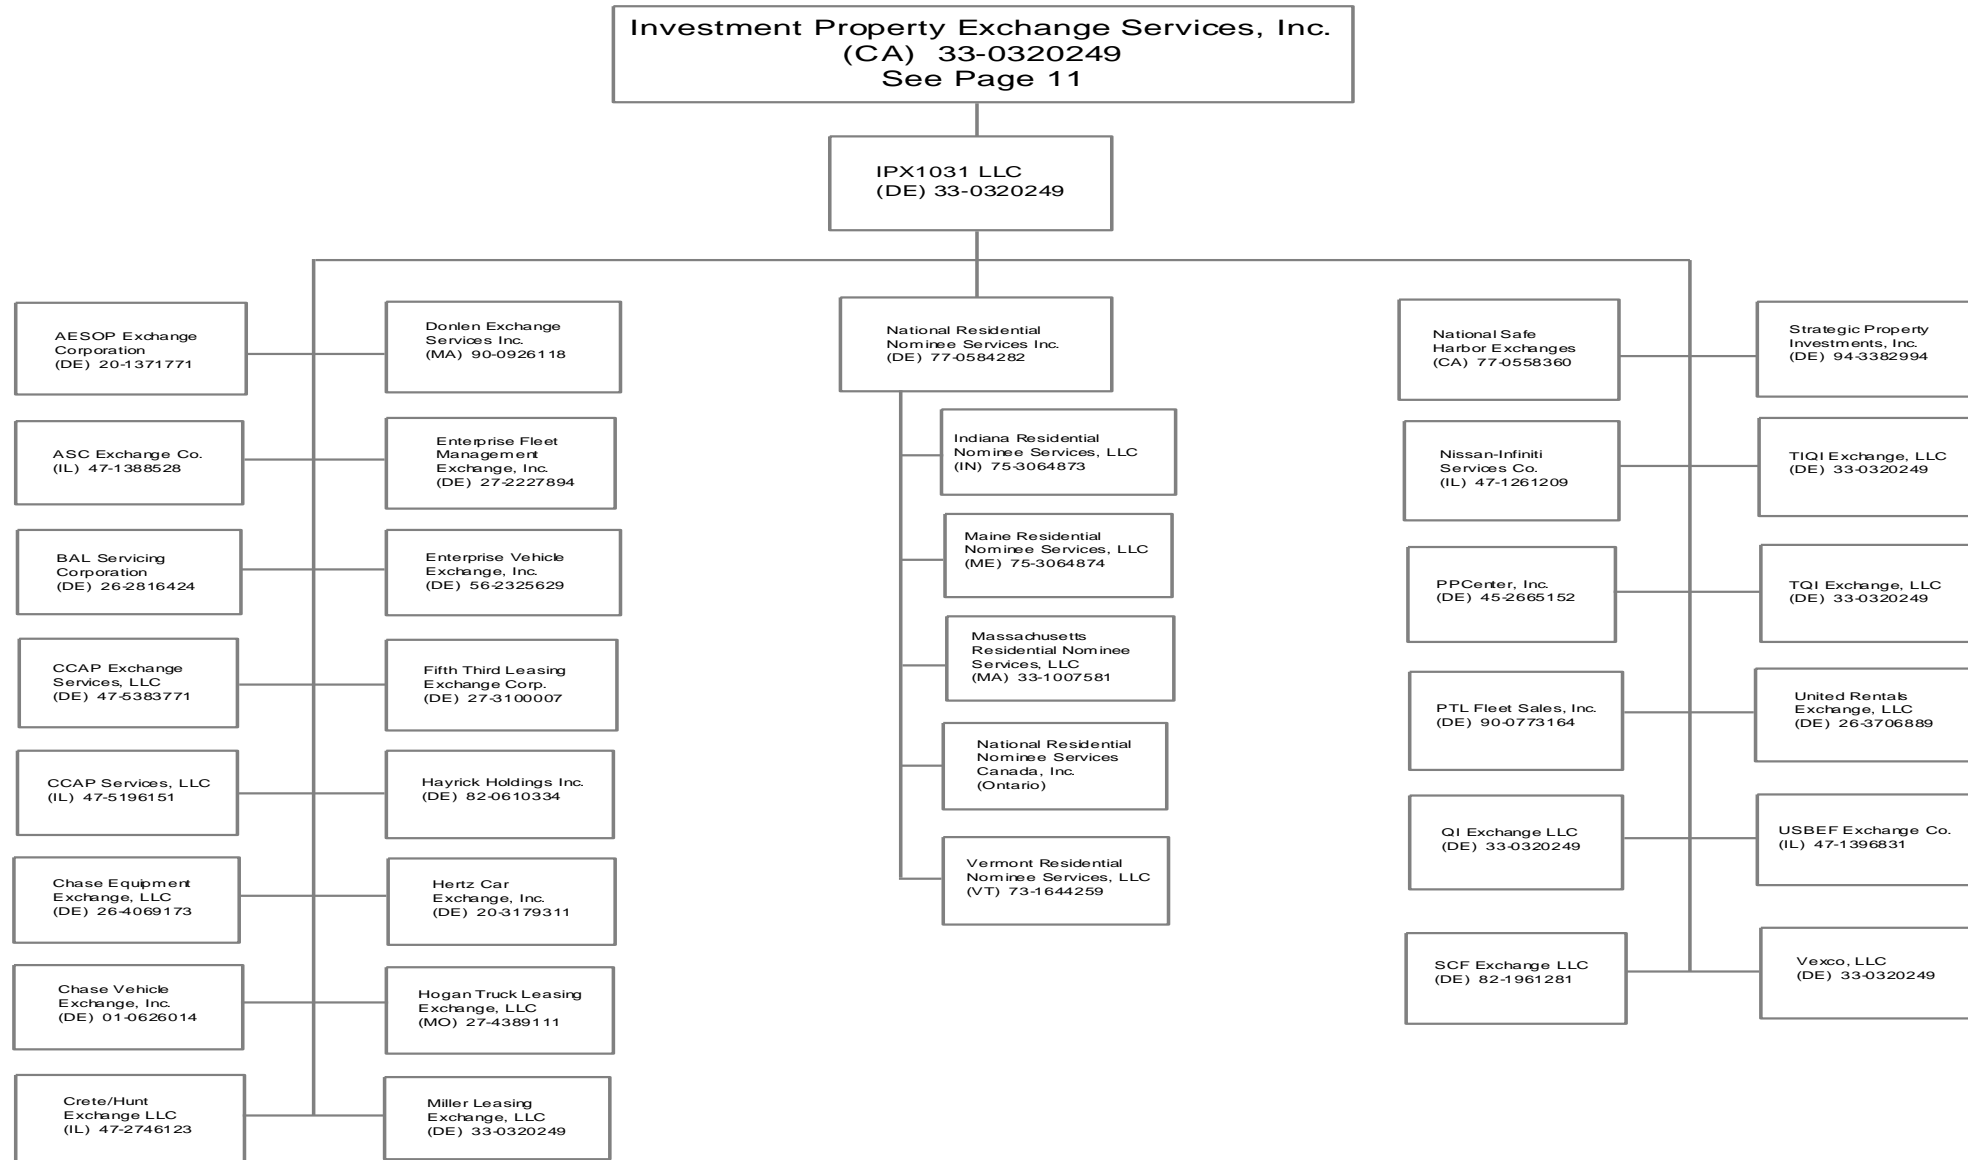 Investment Property Exchange Services, Inc.
(CA) 33-0320249
See Page 11
IPX1031 LLC
(DE) 33-0320249
AESOP Exchange
Corporation
(DE) 20-1371771
ASC Exchange Co.
(IL) 47-1388528
BAL Servicing
Corporation
(DE) 26-2816424
CCAP Exchange
Services, LLC
(DE) 47-5383771
CCAP Services, LLC
(IL) 47-5196151
Chase Equipment
Exchange, LLC
(DE) 26-4069173
Chase Vehicle
Exchange, Inc.
(DE) 01-0626014
Crete/Hunt
Exchange LLC
(IL) 47-2746123
Donlen Exchange
Services Inc.
(MA) 90-0926118
Enterprise Fleet
Management
Exchange, Inc.
(DE) 27-2227894
Enterprise Vehicle
Exchange, Inc.
(DE) 56-2325629
Fifth Third Leasing
Exchange Corp.
(DE) 27-3100007
Hayrick Holdings Inc.
(DE) 82-0610334
Hertz Car
Exchange, Inc.
(DE) 20-3179311
Hogan Truck Leasing
Exchange, LLC
(MO) 27-4389111
Miller Leasing
Exchange, LLC
(DE) 33-0320249
National Residential
Nominee Services Inc.
(DE) 77-0584282
Indiana Residential
Nominee Services, LLC
(IN) 75-3064873
Maine Residential
Nominee Services, LLC
(ME) 75-3064874
Massachusetts
Residential Nominee
Services, LLC
(MA) 33-1007581
National Residential
Nominee Services
Canada, Inc.
(Ontario)
Vermont Residential
Nominee Services, LLC
(VT) 73-1644259
National Safe
Harbor Exchanges
(CA) 77-0558360
Nissan-Infiniti
Services Co.
(IL) 47-1261209
PPCenter, Inc.
(DE) 45-2665152
PTL Fleet Sales, Inc.
(DE) 90-0773164
QI Exchange LLC
(DE) 33-0320249
SCF Exchange LLC
(DE) 82-1961281
Strategic Property
Investments, Inc.
(DE) 94-3382994
TIQI Exchange, LLC
(DE) 33-0320249
TQI Exchange, LLC
(DE) 33-0320249
United Rentals
Exchange, LLC
(DE) 26-3706889
USBEF Exchange Co.
(IL) 47-1396831
Vexco, LLC
(DE) 33-0320249